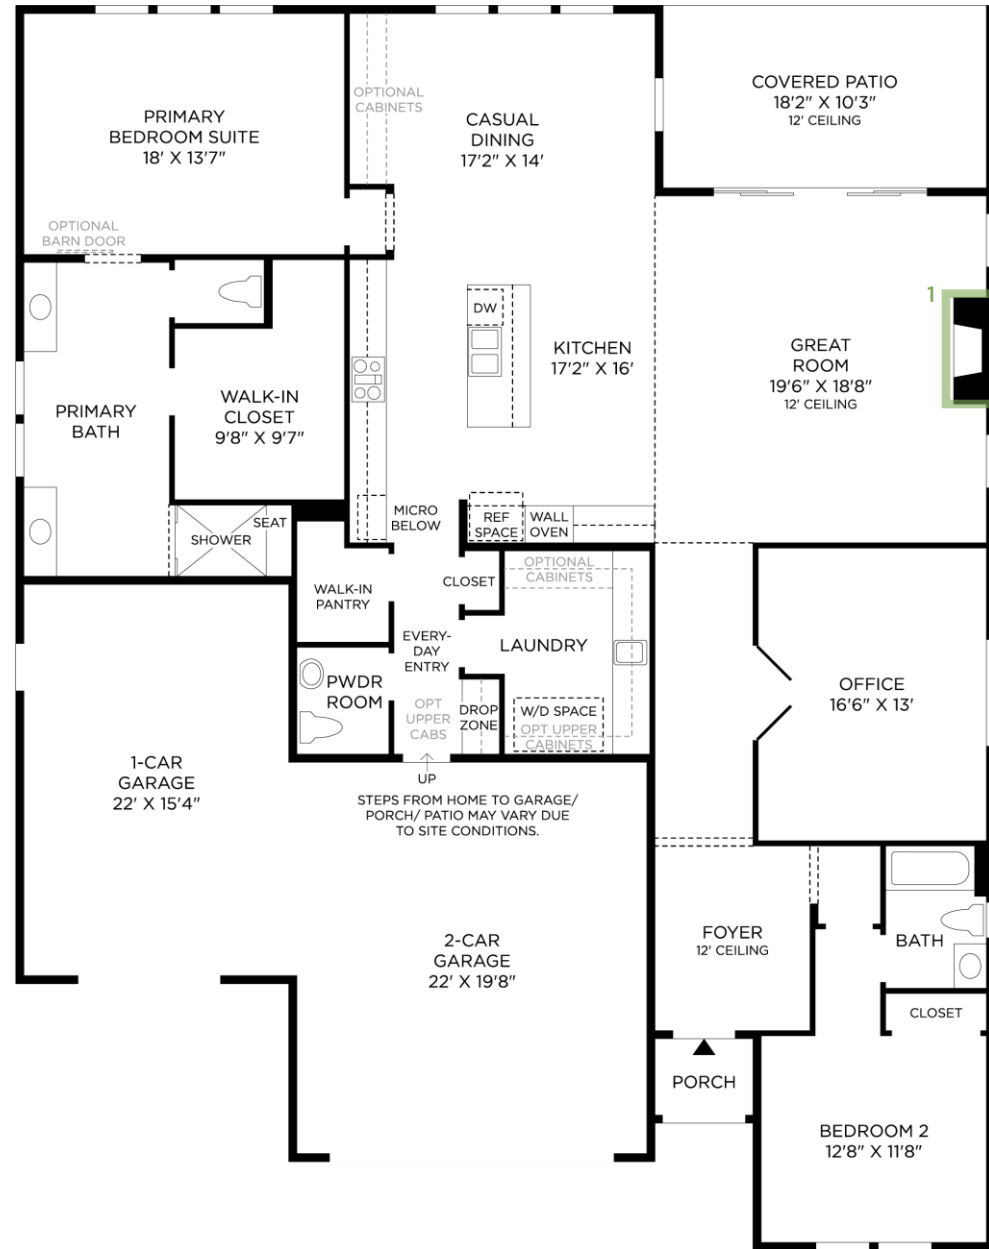 PRIMARY
BEDROOM SUITE
18' X 13'7"
OPTIONAL
CABINETS
CASUAL
DINING
17'2" X 14'
COVERED PATIO
18'2" X 10'3"
12' CEILING
OPTIONAL
BARN DOOR
DW
1
KITCHEN
17'2" X 16'
GREAT
ROOM
19'6" X 18'8"
12' CEILING
PRIMARY
BATH
WALK-IN
CLOSET
9'8" X 9'7"
SHOWER
SEAT
MICRO
BELOW
REF
SPACE
WALL
OVEN
WALK-IN
PANTRY
CLOSET
OPTIONAL
CABINETS
EVERY-
DAY
ENTRY
LAUNDRY
PWDR
ROOM
OPT
UPPER
CABS
DROP
ZONE
W/D SPACE
OPT UPPER
CABINETS
OFFICE
16'6" X 13'
1-CAR
GARAGE
22' X 15'4"
UP
STEPS FROM HOME TO GARAGE/
PORCH/ PATIO MAY VARY DUE
TO SITE CONDITIONS.
2-CAR
GARAGE
22' X 19'8"
FOYER
12' CEILING
BATH
CLOSET
PORCH
BEDROOM 2
12'8" X 11'8"